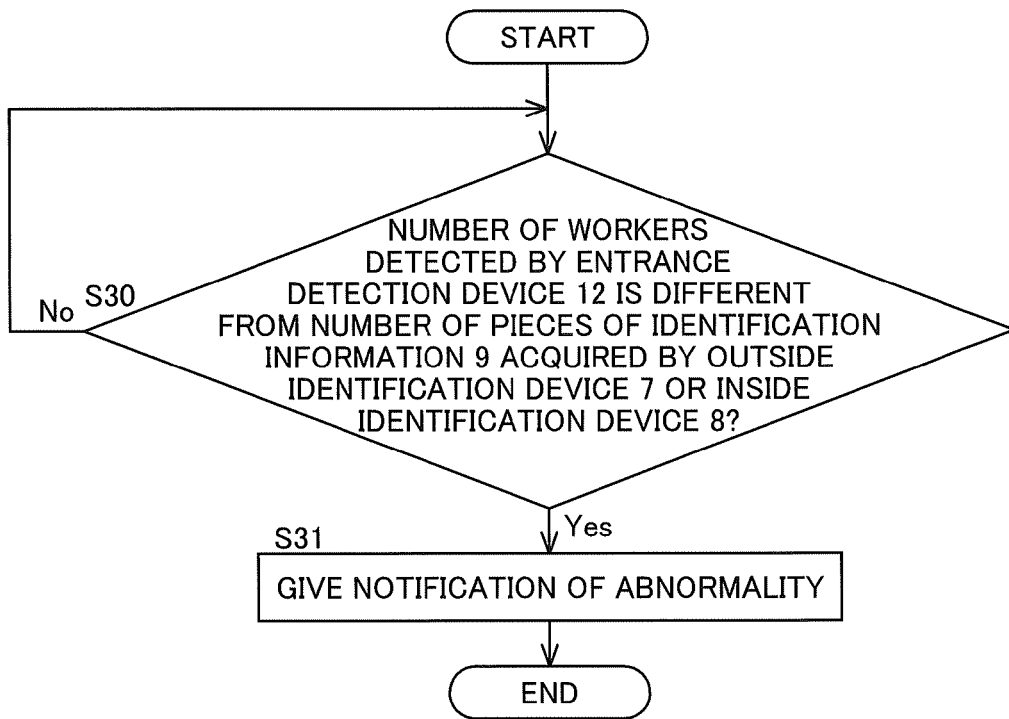 START
NUMBER OF WORKERS
DETECTED BY ENTRANCE
DETECTION DEVICE 12 IS DIFFERENT
FROM NUMBER OF PIECES OF IDENTIFICATION
INFORMATION 9 ACQUIRED BY OUTSIDE
IDENTIFICATION DEVICE 7 OR INSIDE
IDENTIFICATION DEVICE 8?
No
S30
Yes
S31
GIVE NOTIFICATION OF ABNORMALITY
END